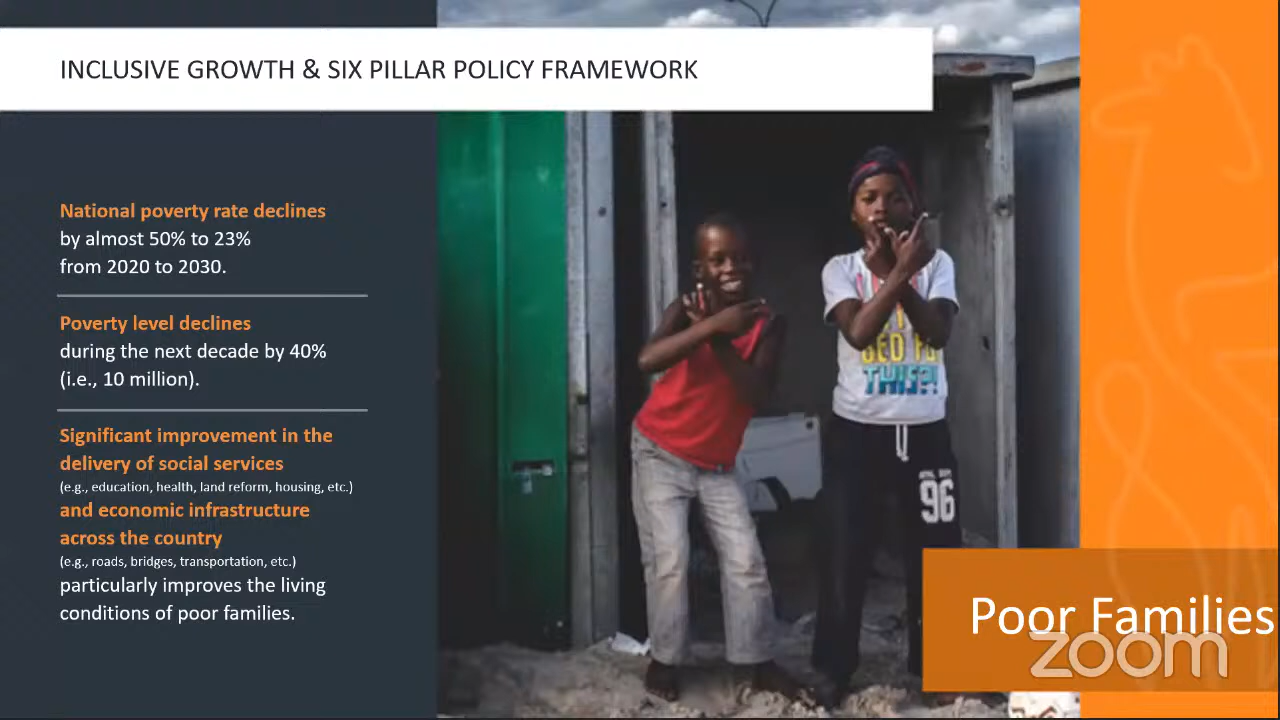 INCLUSIVE GROWTH & SIX PILLAR POLICY FRAMEWORK
National poverty rate declines
by almost 50% to 23%
from 2020 to 2030.
Poverty level declines
during the next decade by 40%
(i.e., 10 million).
Significant improvement in the
delivery of social services
(e.g., education, health, land reform, housing, etc.)
and economic infrastructure
across the country
(e.g., roads, bridges, transportation, etc.)
particularly improves the living
conditions of poor families.
THIS?!
96
Poor Families
zoom